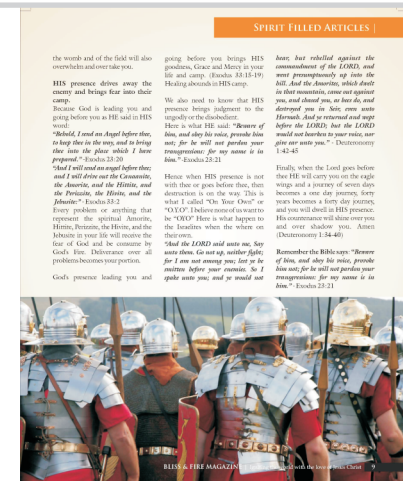 SPIRIT FILLED ARTICLES |
the womb and of the field will also
overwhelm and over take you.
HIS presence drives away the
enemy and brings fear into their
camp.
Because God is leading you and
going before you as HE said in HIS
word:
"Behold, I send an Angel before thee,
to keep thee in the way, and to bring
thee into the place which I have
prepared." -Exodus 23:20
"And I will send an angel before thee;
and I will drive out the Canaanite,
the Amorite, and the Hittite, and
the Perizzite, the Hivite, and the
Jebusite:" - Exodus 33:2
Every problem or anything that
represent the spiritual Amorite,
Hittite, Perizzite, the Hivite, and the
Jebusite in your life will receive the
fear of God and be consume by
God's Fire. Deliverance over all
problems becomes your portion.
God's presence leading you and
going before you brings HIS
goodness, Grace and Mercy in your
life and camp. (Exodus 33:15-19)
Healing abounds in HIS camp.
We also need to know that HIS
presence brings judgment to the
ungodly or the disobedient.
Here is what HE said: "Beware of
him, and obey his voice, provoke him
not; for he will not pardon your
transgressions: for my name is in
him." -Exodus 23:21
Hence when HIS presence is not
with thee or goes before thee, then
destruction is on the way. This is
what I called "On Your Own" or
"O.Y.O". I believe none of us want to
be "OYO" Here is what happen to
the Israelites when the where on
their own.
"And the LORD said unto me, Say
unto them. Go not up, neither fight;
for I am not among you; lest ye be
smitten before your enemies. So I
spake unto you; and ye would not
hear, but rebelled against the
commandment of the LORD, and
went presumptuously up into the
hill. And the Amorites, which dwelt
in that mountain, came out against
you, and chased you, as bees do, and
destroyed you in Seir, even unto
Hormah. And ye returned and wept
before the LORD; but the LORD
would not hearken to your voice, nor
give ear unto you." - Deuteronomy
1:42-45
Finally, when the Lord goes before
thee HE will carry you on the eagle
wings and a journey of seven days
becomes a one day journey, forty
years becomes a forty day journey,
and you will dwell in HIS presence.
His countenance will shine over you
and over shadow you. Amen
(Deuteronomy 1:34-40)
Remember the Bible says: "Beware
of him, and obey his voice, provoke
him not; for he will not pardon your
transgressions: for my name is in
him." -Exodus 23:21
BLISS & FIRE MAGAZINE with the love of Jesus Christ | 9